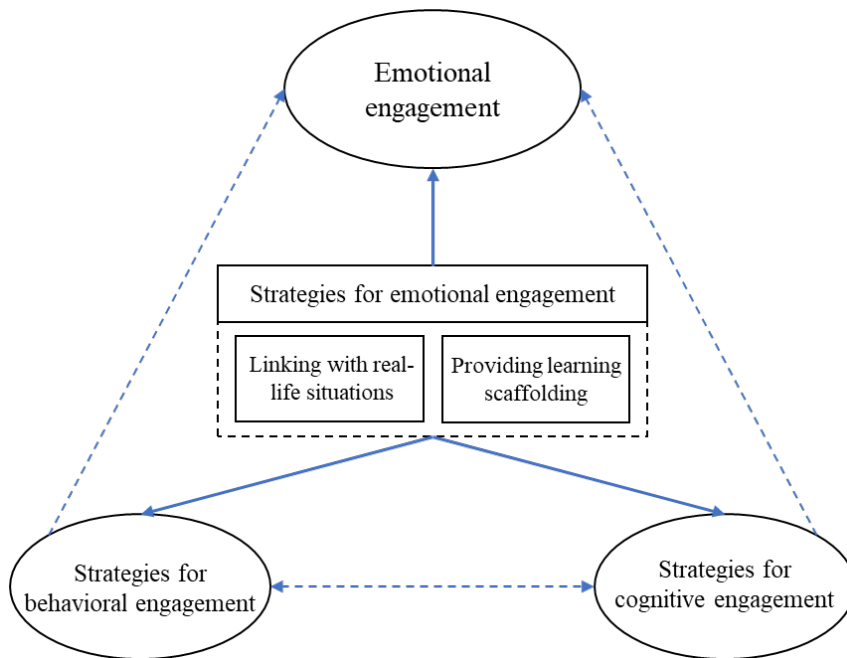 Emotional
engagement
Strategies for emotional engagement
Linking with real-
life situations
Providing learning
scaffolding
Strategies for
behavioral engagement
Strategies for
cognitive engagement